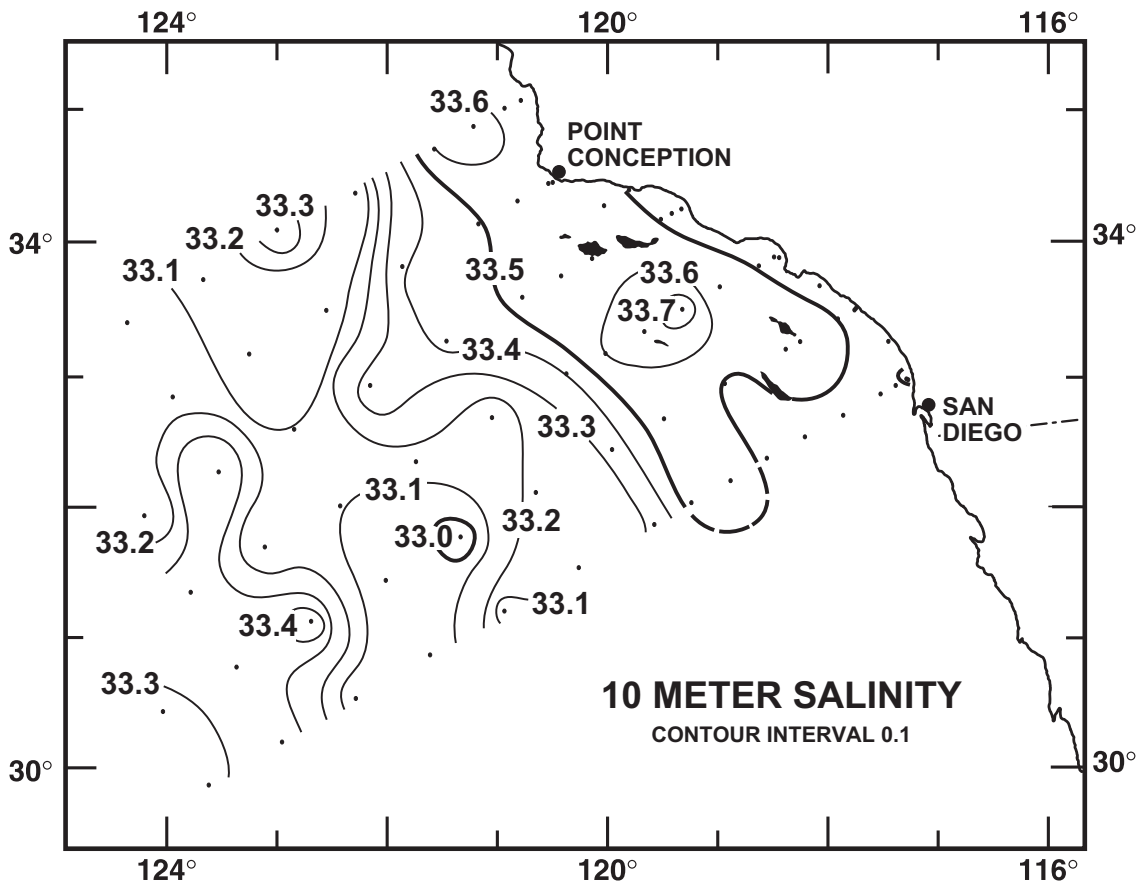 124° 120° 116°
33.6
POINT
CONCEPTION
33.3
33.2
34° 34°
33.1
33.5
33.6
33.7
33.4
SAN
DIEGO
33.3
33.1
33.2
33.0
33.2
33.1
33.4
33.3
10 METER SALINITY
CONTOUR INTERVAL 0.1
30° 30°
124° 120° 116°